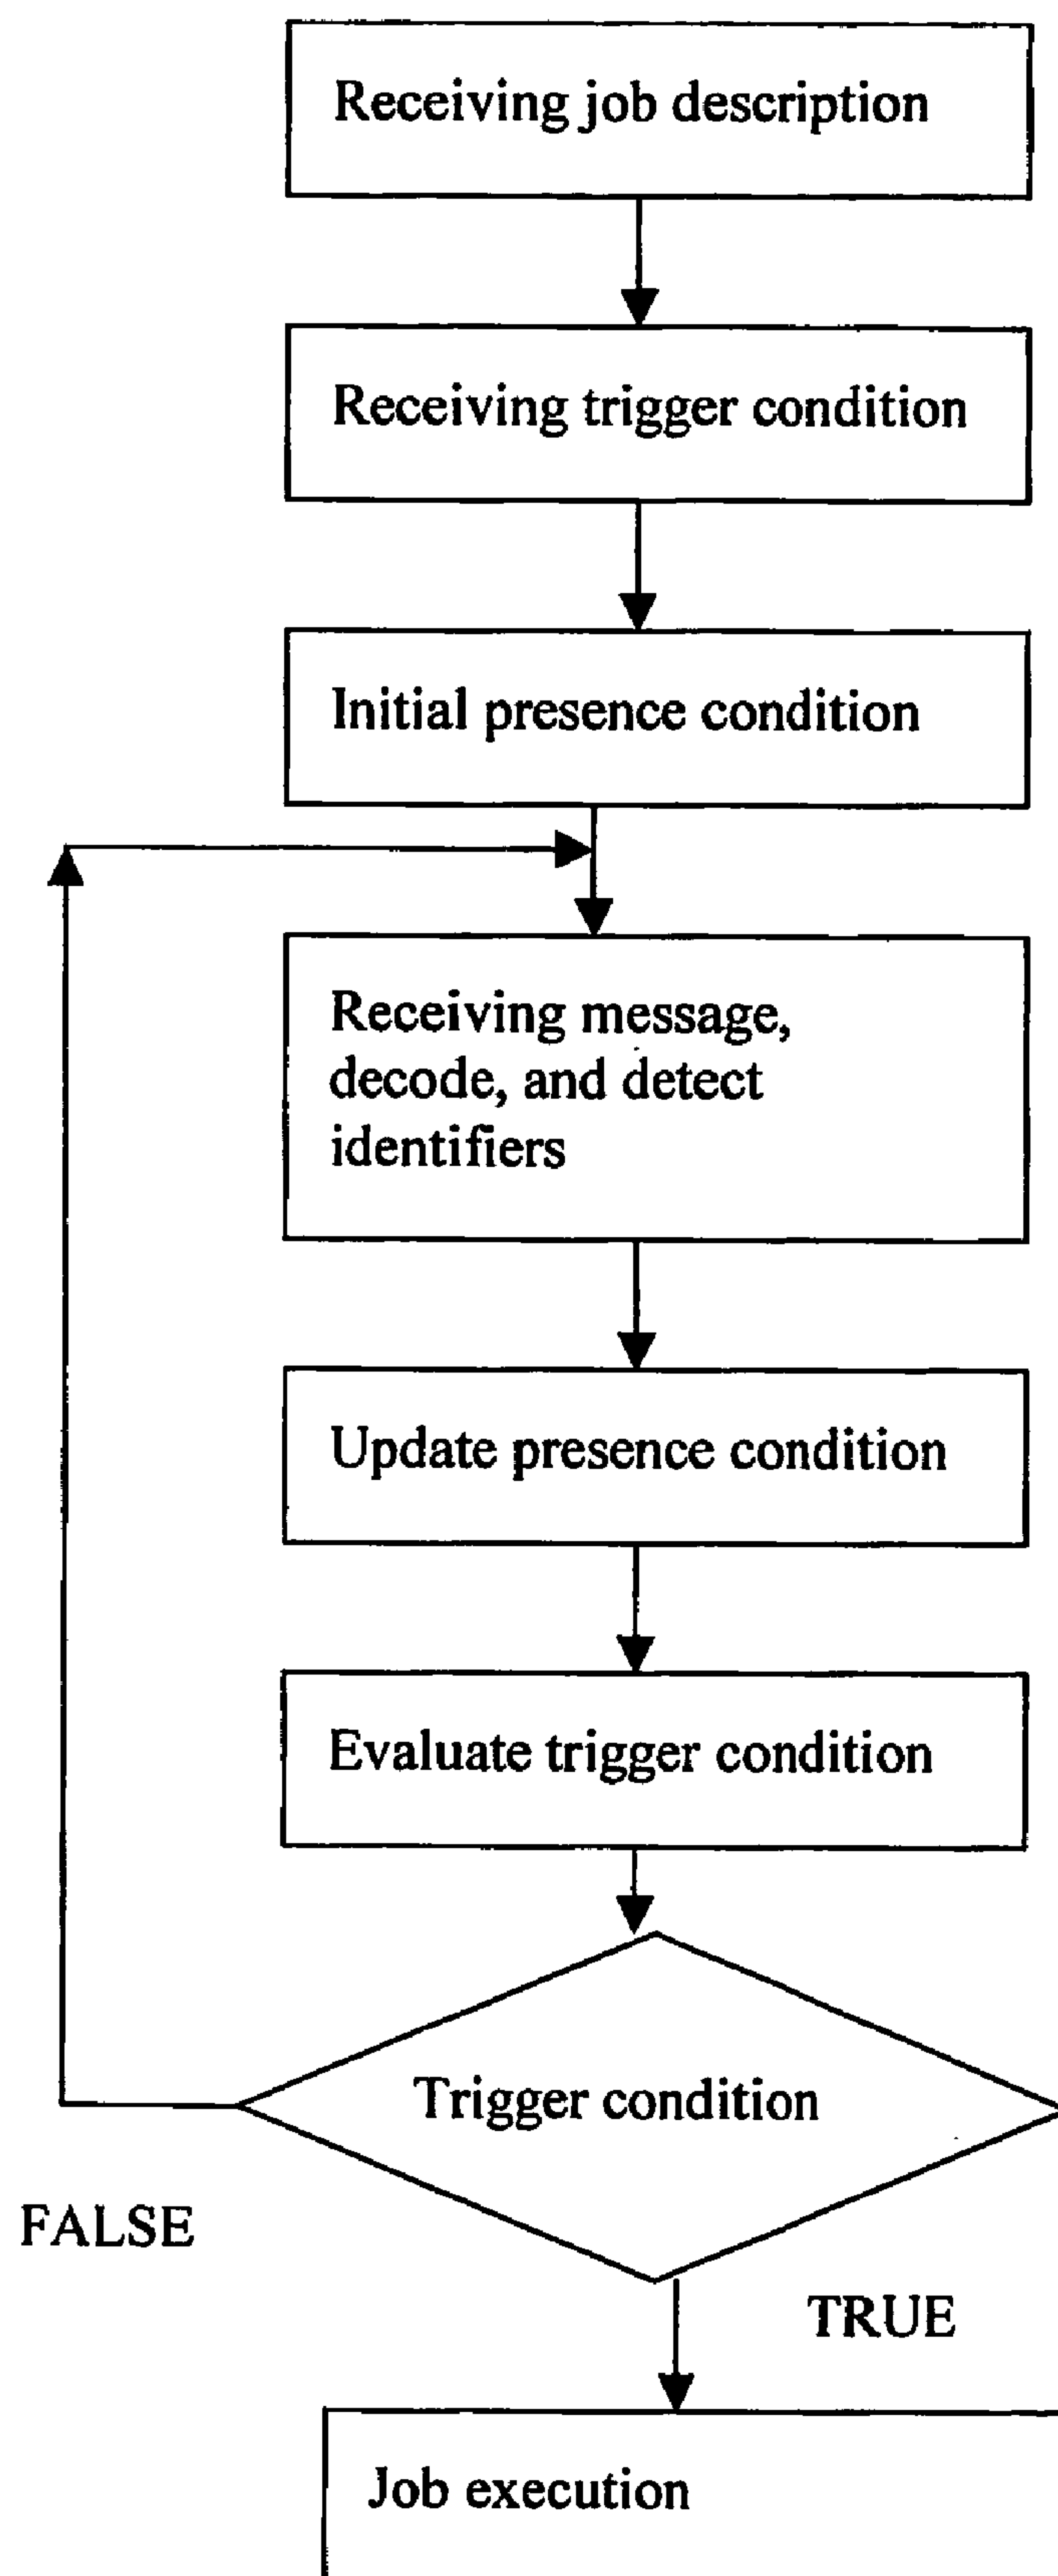 Receiving job description
Receiving trigger condition
Initial presence condition
Receiving message,
decode, and detect
identifiers
Update presence condition
Evaluate trigger condition
Trigger condition
FALSE
TRUE
Job execution